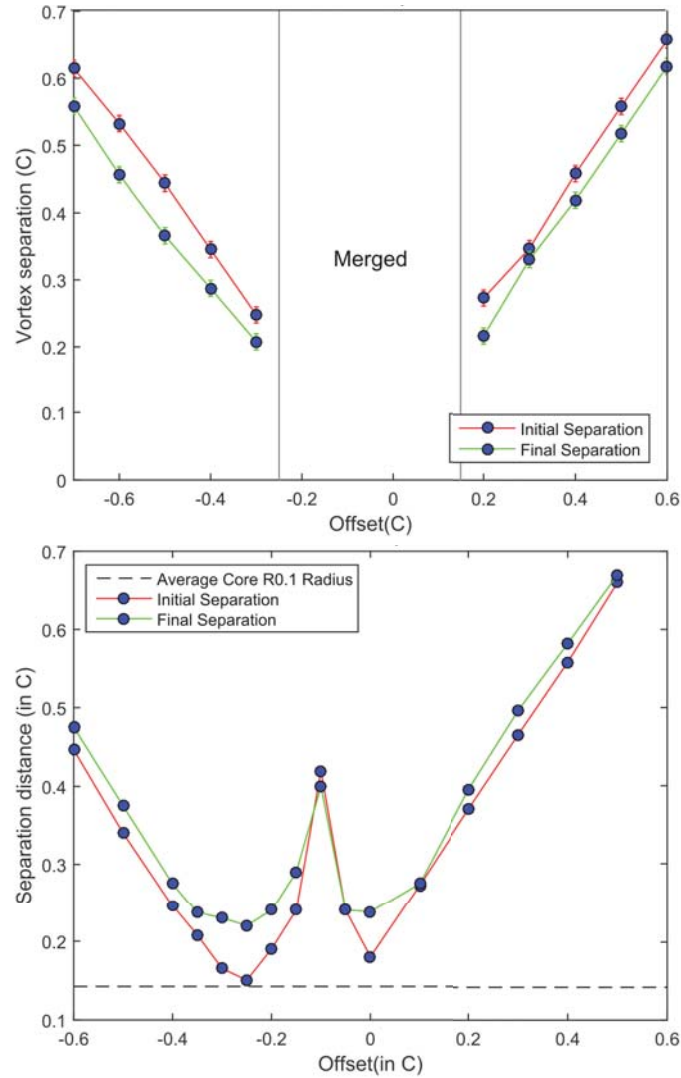 0.7
0.6
0.5
0.4
0.3
0.2
0.1
0
Vortex separation (C)
Merged
Initial Separation
Final Separation
-0.6
-0.4
-0.2
0
0.2
0.4
0.6
Offset(C)
0.7
0.6
0.5
0.4
0.3
0.2
0.1
Separation distance (in C)
Average Core R0.1 Radius
Initial Separation
Final Separation
-0.6
-0.4
-0.2
0
0.2
0.4
0.6
Offset(in C)